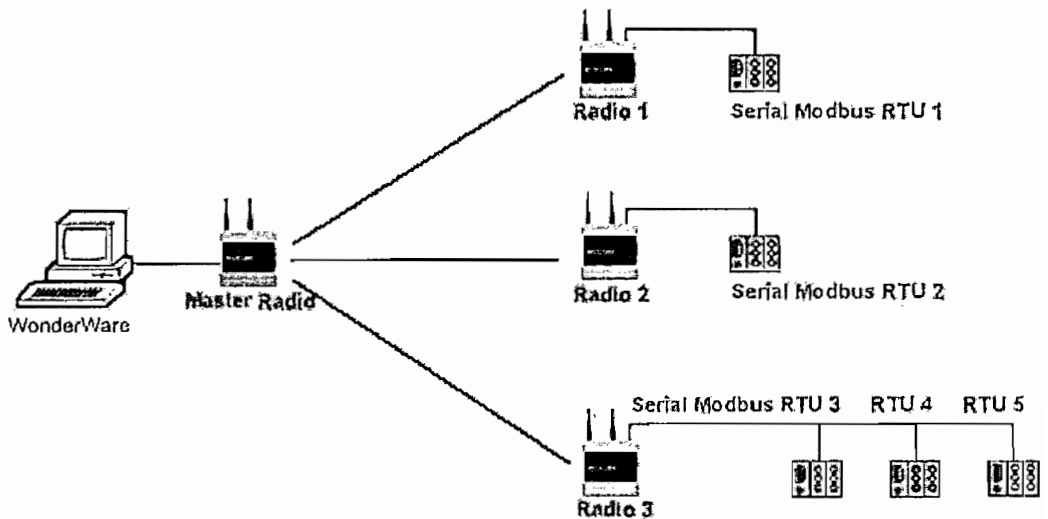 Radio 1
Serial Modbus RTU 1
WonderWare
Master Radio
Radio 2
Serial Modbus RTU 2
Serial Modbus RTU 3 RTU 4 RTU 5
Radio 3